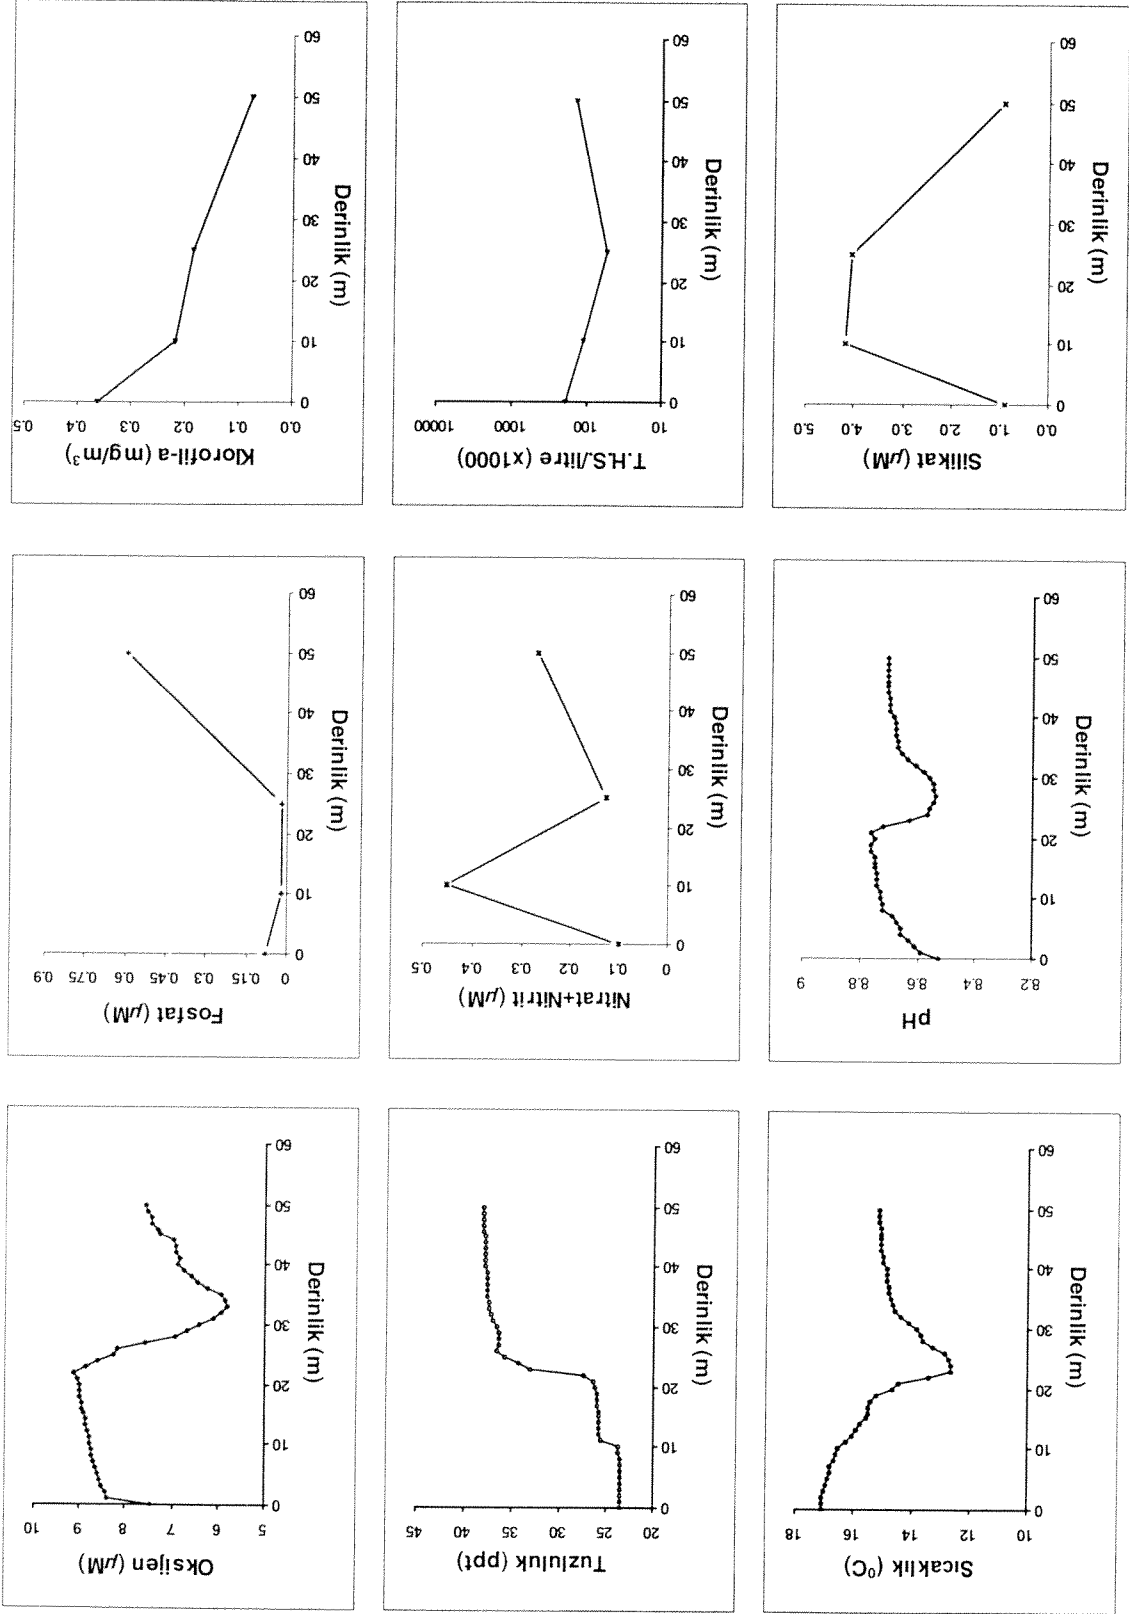 Sıcaklık (⁰C)
10 12 14 16 18
0
10
20
30
40
50
60
Derinlik (m)
Tuzluluk (ppt)
20 25 30 35 40 45
0
10
20
30
40
50
60
Derinlik (m)
Oksijen (µM)
5 6 7 8 9 10
0
10
20
30
40
50
60
Derinlik (m)
pH
8.2 8.4 8.6 8.8 9
0
10
20
30
40
50
60
Derinlik (m)
Nitrat+Nitrit (µM)
0 0.1 0.2 0.3 0.4 0.5
0
10
20
30
40
50
60
Derinlik (m)
Fosfat (µM)
0 0.15 0.3 0.45 0.6 0.75 0.9
0
10
20
30
40
50
60
Derinlik (m)
Silikat (µM)
0.0 1.0 2.0 3.0 4.0 5.0
0
10
20
30
40
50
60
Derinlik (m)
T.H.S./litre (x1000)
10 100 1000 10000
0
10
20
30
40
50
60
Derinlik (m)
Klorofil-a (mg/m³)
0.0 0.1 0.2 0.3 0.4 0.5
0
10
20
30
40
50
60
Derinlik (m)